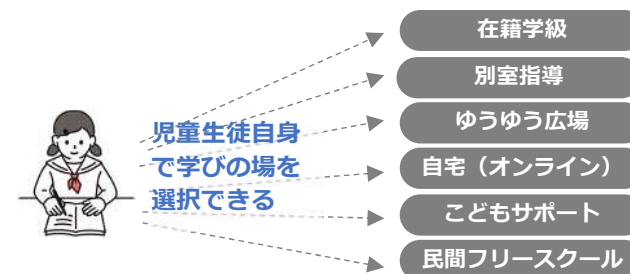 在籍学級
別室指導
ゆうゆう広場
児童生徒自身
で学びの場を
選択できる
自宅（オンライン）
こどもサポート
民間フリースクール